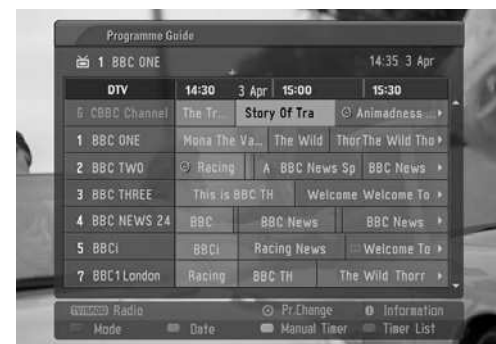 Programme Guide
1 BBC ONE 14:35 3 Apr
DTV 14:30 3 Apr 15:00 15:30
6 CBBC Channel The Tr... Story Of Tra Animadness ...
1 BBC ONE Mona The Va... The Wild ThorThe Wild Tho
2 BBC TWO Racing A BBC News Sp BBC News
3 BBC THREE This is BBC TH Welcome Welcome To
4 BBC NEWS 24 BBC BBC News BBC News
5 BBCi BBCi Racing News Welcome To
7 BBC1 London Racing BBC TH The Wild Thorr
TV/RADIO Radio Pr.Change Information
Mode Date Manual Timer Timer List